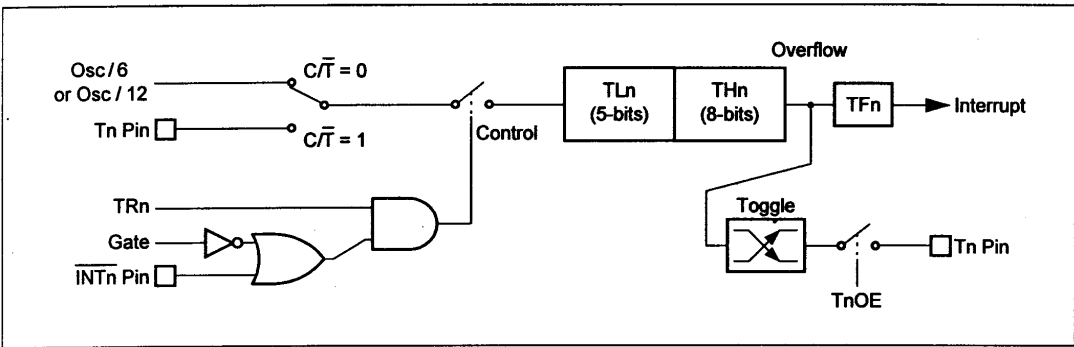 Overflow
Osc/6
or Osc/12
C/T̅ = 0
TLn
(5-bits)
THn
(8-bits)
TFn
Interrupt
Tn Pin
C/T̅ = 1
Control
TRn
Gate
I̅N̅T̅n̅ Pin
Toggle
Tn Pin
TnOE